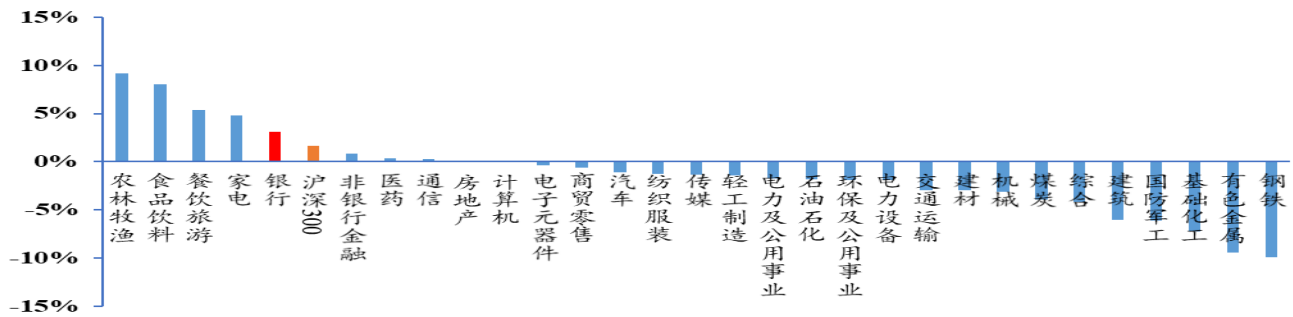 15%
10%
5%
0%
-5%
-10%
-15%
农林牧渔
食品饮料
餐饮旅游
家电
银行
沪深300
非银行金融
医药
通信
房地产
计算机
电子元器件
商贸零售
汽车
纺织服装
传媒
轻工制造
电力及公用事业
石油石化
环保及公用事业
电力设备
交通运输
建材
机械
煤炭
综合
建筑
国防军工
基础化工
有色金属
钢铁